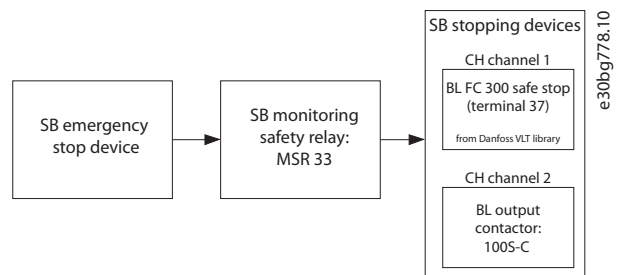 SB emergency
stop device
SB monitoring
safety relay:
MSR 33
SB stopping devices
CH channel 1
BL FC 300 safe stop
(terminal 37)
from Danfoss VLT library
CH channel 2
BL output
contactor:
100S-C
e30bg778.10